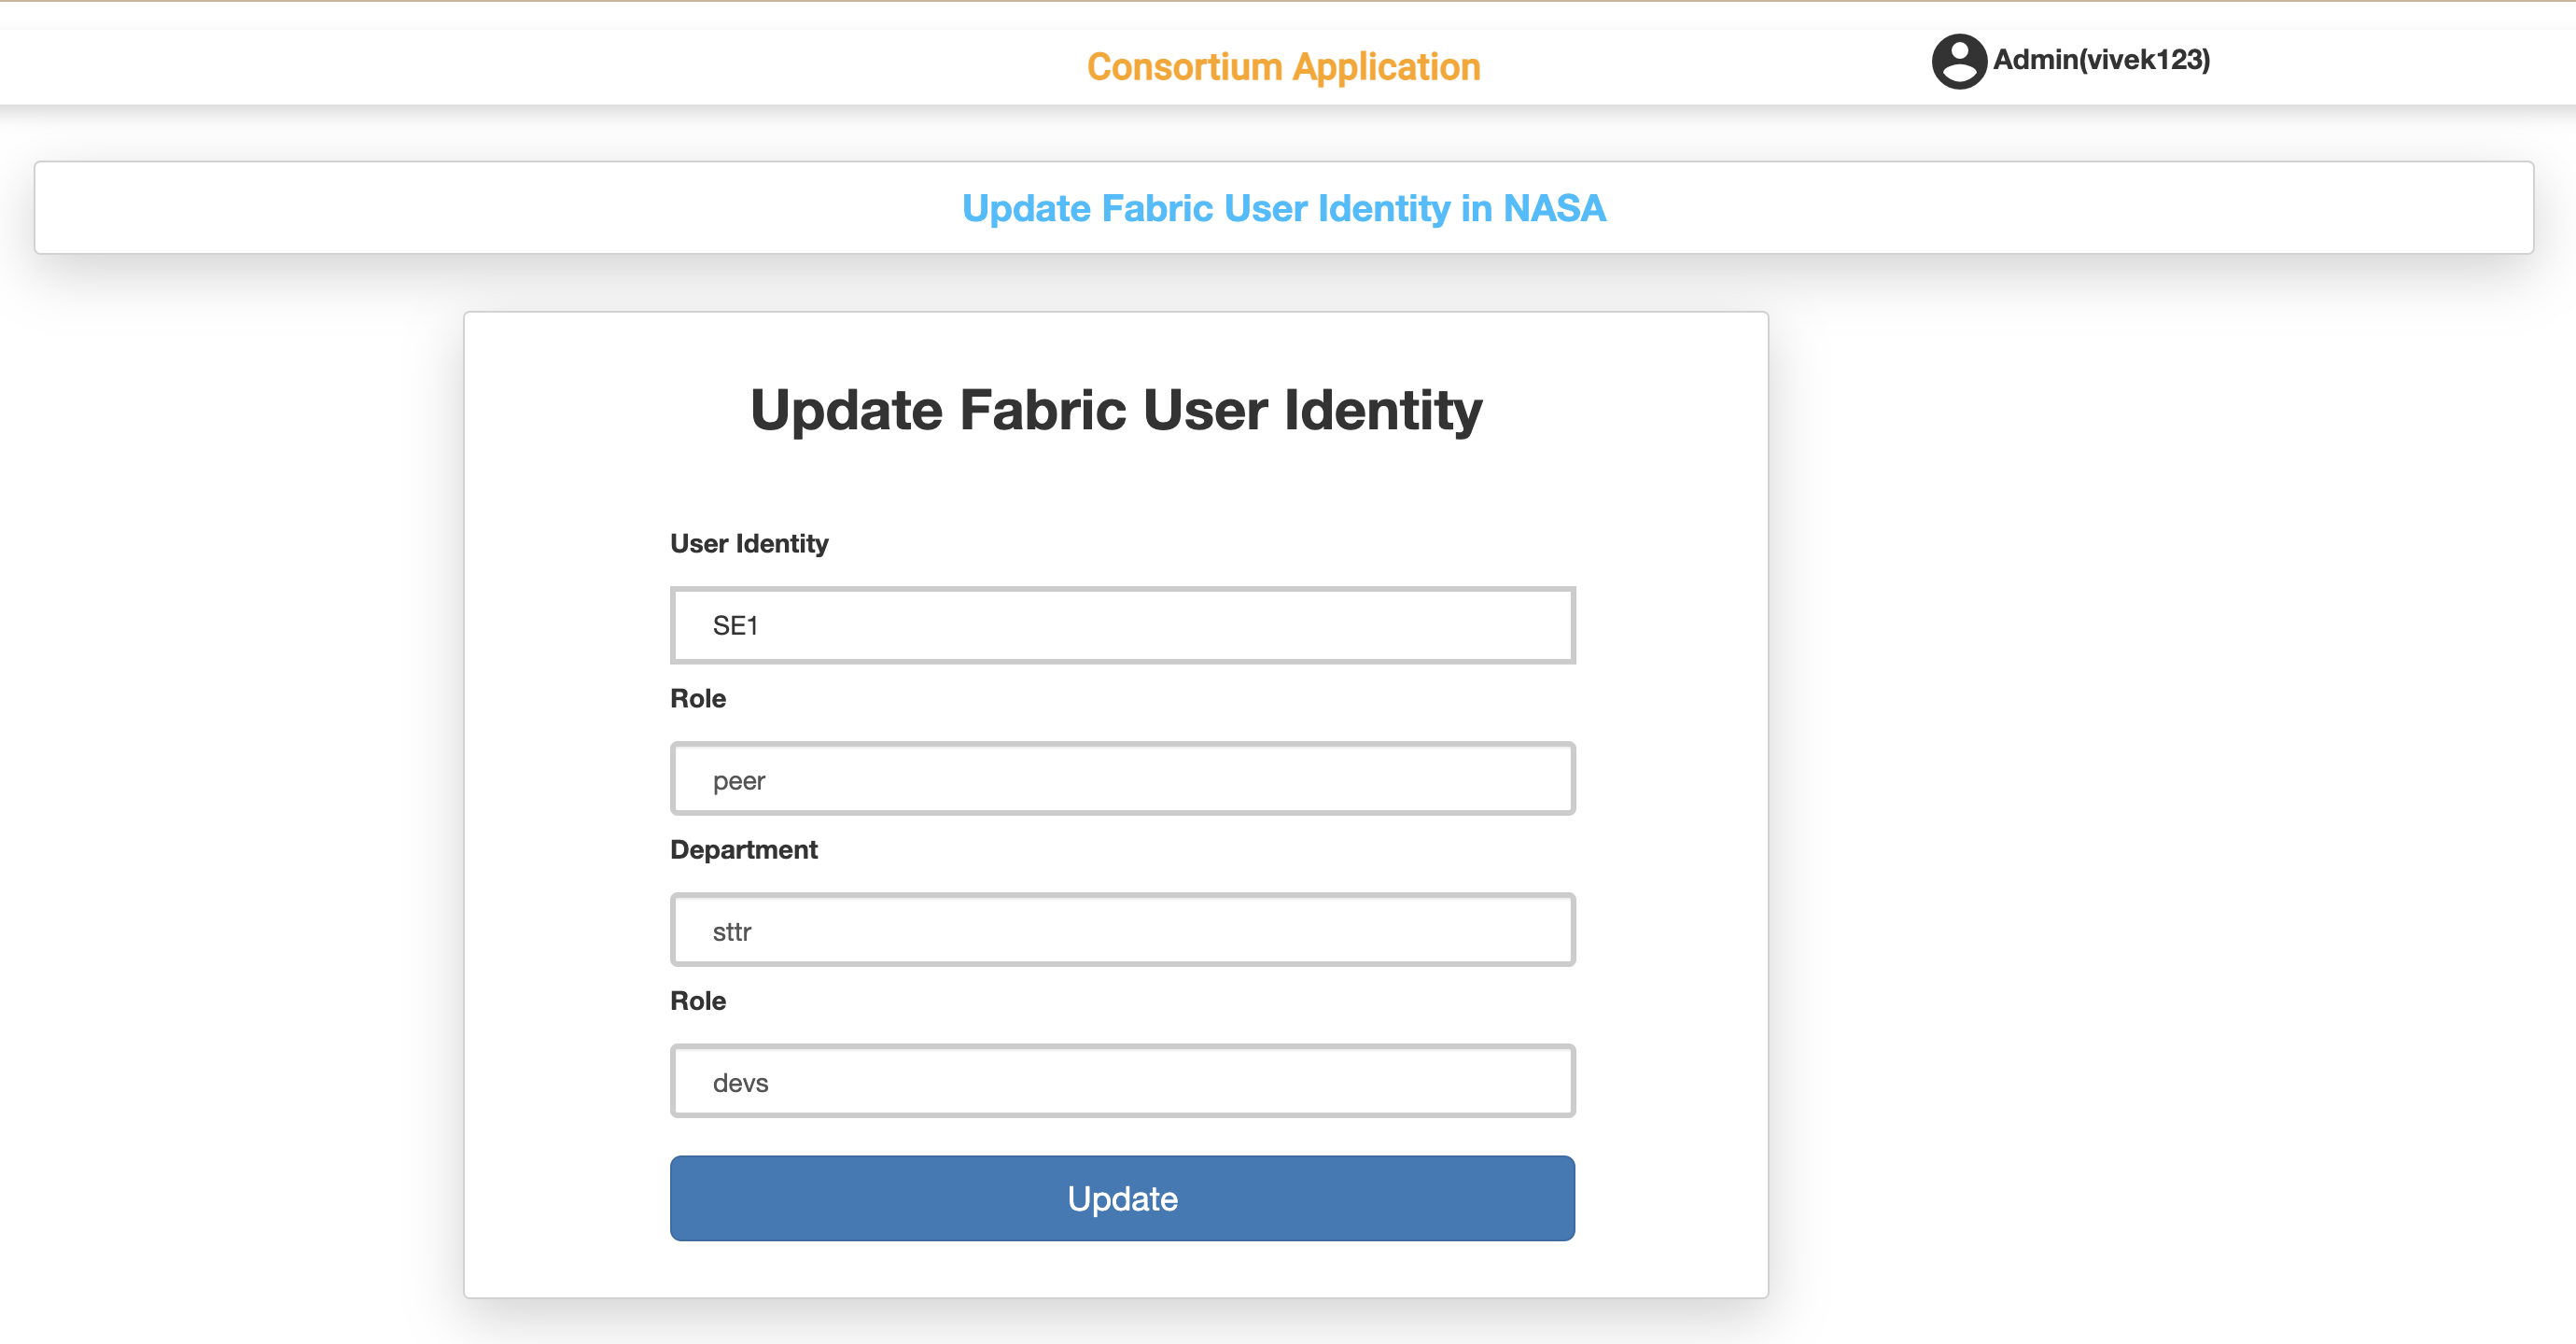 Consortium Application
Admin(vivek123)
Update Fabric User Identity in NASA
Update Fabric User Identity
User Identity
SE1
Role
peer
Department
sttr
Role
devs
Update